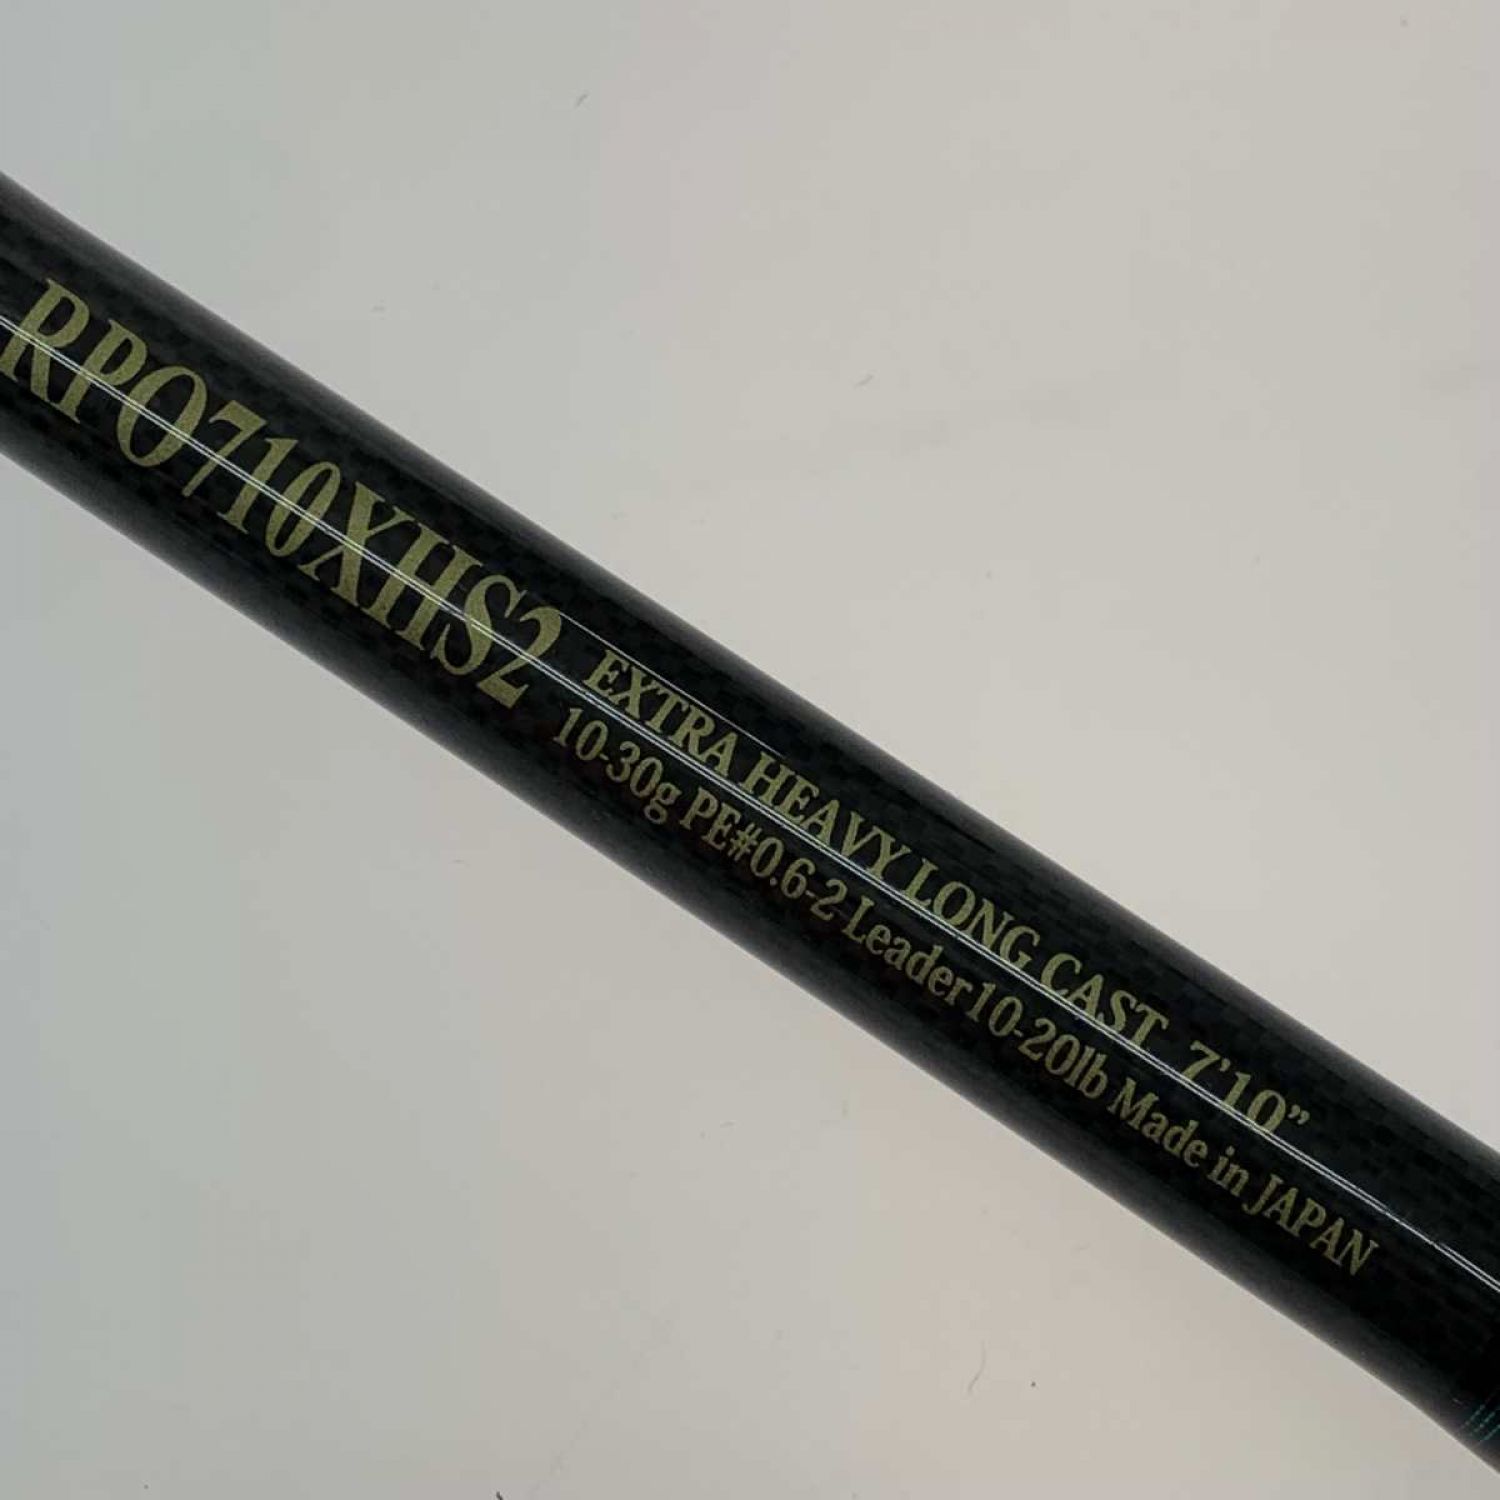 RPO710XHS2
EXTRA HEAVY LONG CAST 7'10”
10-30g PE#0.6-2 Leader10-20lb Made in JAPAN